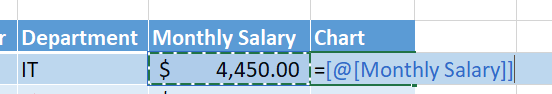 r Department Monthly Salary Chart
IT $ 4,450.00 =[@[Monthly Salary]]